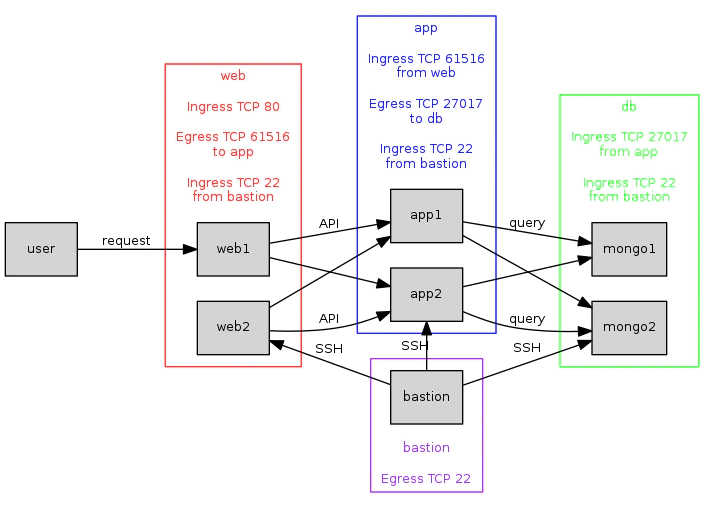 app
Ingress TCP 61516
from web
Egress TCP 27017
to db
Ingress TCP 22
from bastion
web
Ingress TCP 80
Egress TCP 61516
to app
Ingress TCP 22
from bastion
db
Ingress TCP 27017
from app
Ingress TCP 22
from bastion
user
request
web1
web2
API
API
SSH
app1
app2
SSH
query
query
SSH
mongo1
mongo2
bastion
bastion
Egress TCP 22